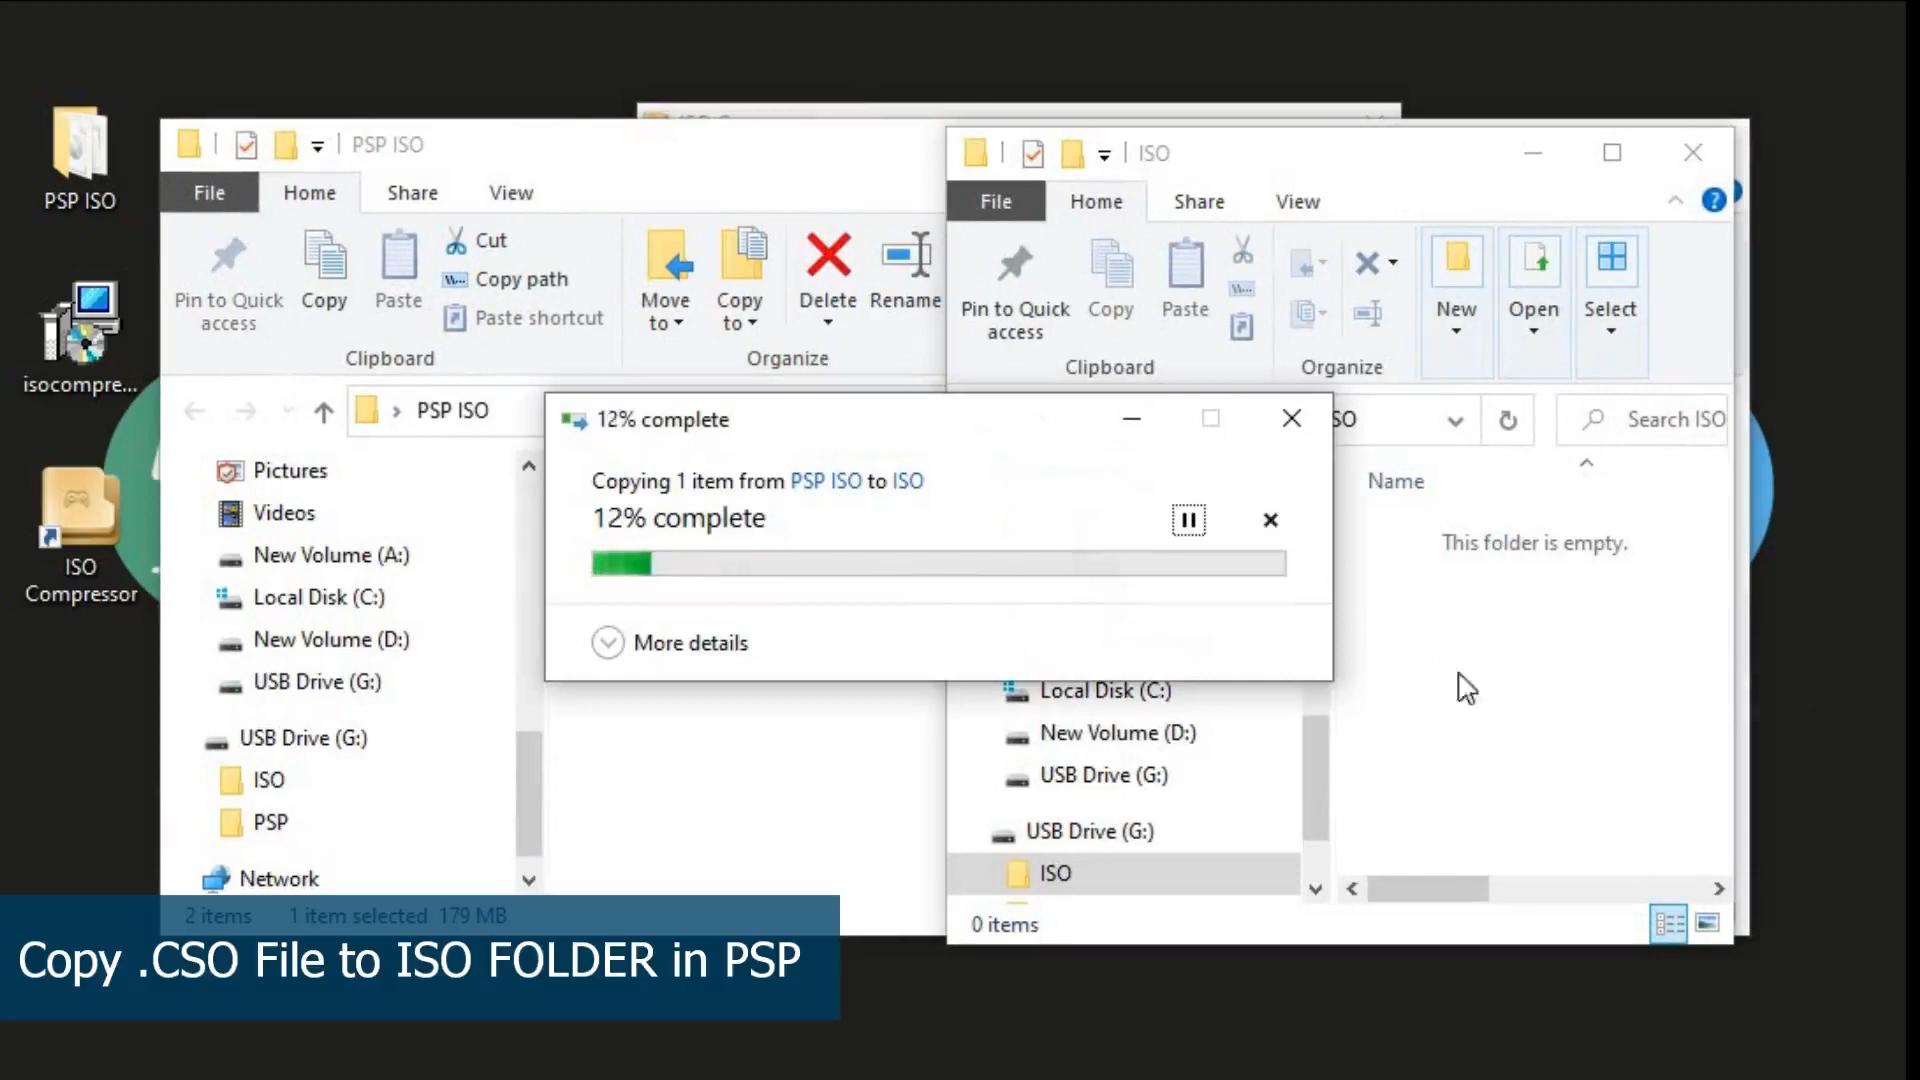 PSP ISO
isocompre...
ISO
Compressor
PSP ISO
File
Home
Share
View
Pin to Quick
access
Copy
Paste
Cut
Copy path
Paste shortcut
Clipboard
Move
to
Copy
to
Delete
Rename
Organize
PSP ISO
Pictures
Videos
New Volume (A:)
Local Disk (C:)
New Volume (D:)
USB Drive (G:)
USB Drive (G:)
ISO
PSP
Network
2 items
1 item selected 179 MB
ISO
File
Home
Share
View
Pin to Quick
access
Copy
Paste
Clipboard
Organize
New
Open
Select
SO
Search ISO
Name
This folder is empty.
12% complete
Copying 1 item from PSP ISO to ISO
12% complete
More details
Local Disk (C:)
New Volume (D:)
USB Drive (G:)
USB Drive (G:)
ISO
0 items
Copy .CSO File to ISO FOLDER in PSP